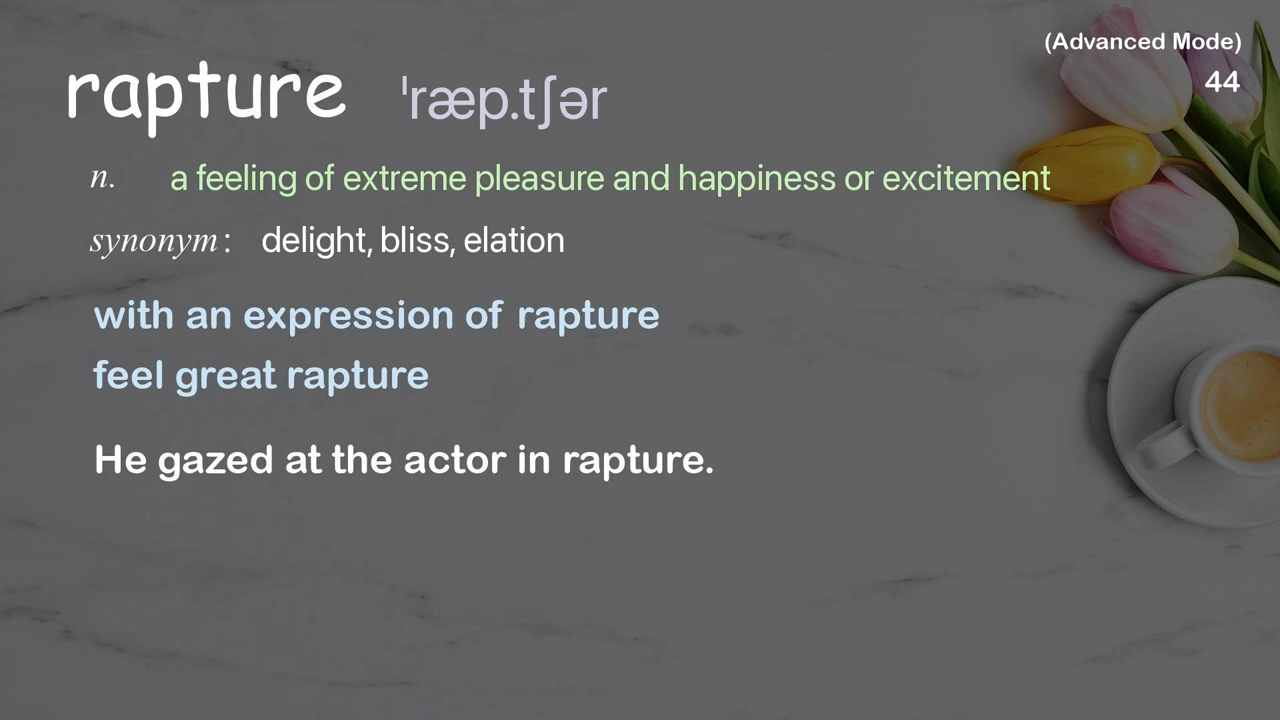 (Advanced Mode)
44
rapture ˈræp.tʃər
n. a feeling of extreme pleasure and happiness or excitement
synonym: delight, bliss, elation
with an expression of rapture
feel great rapture
He gazed at the actor in rapture.